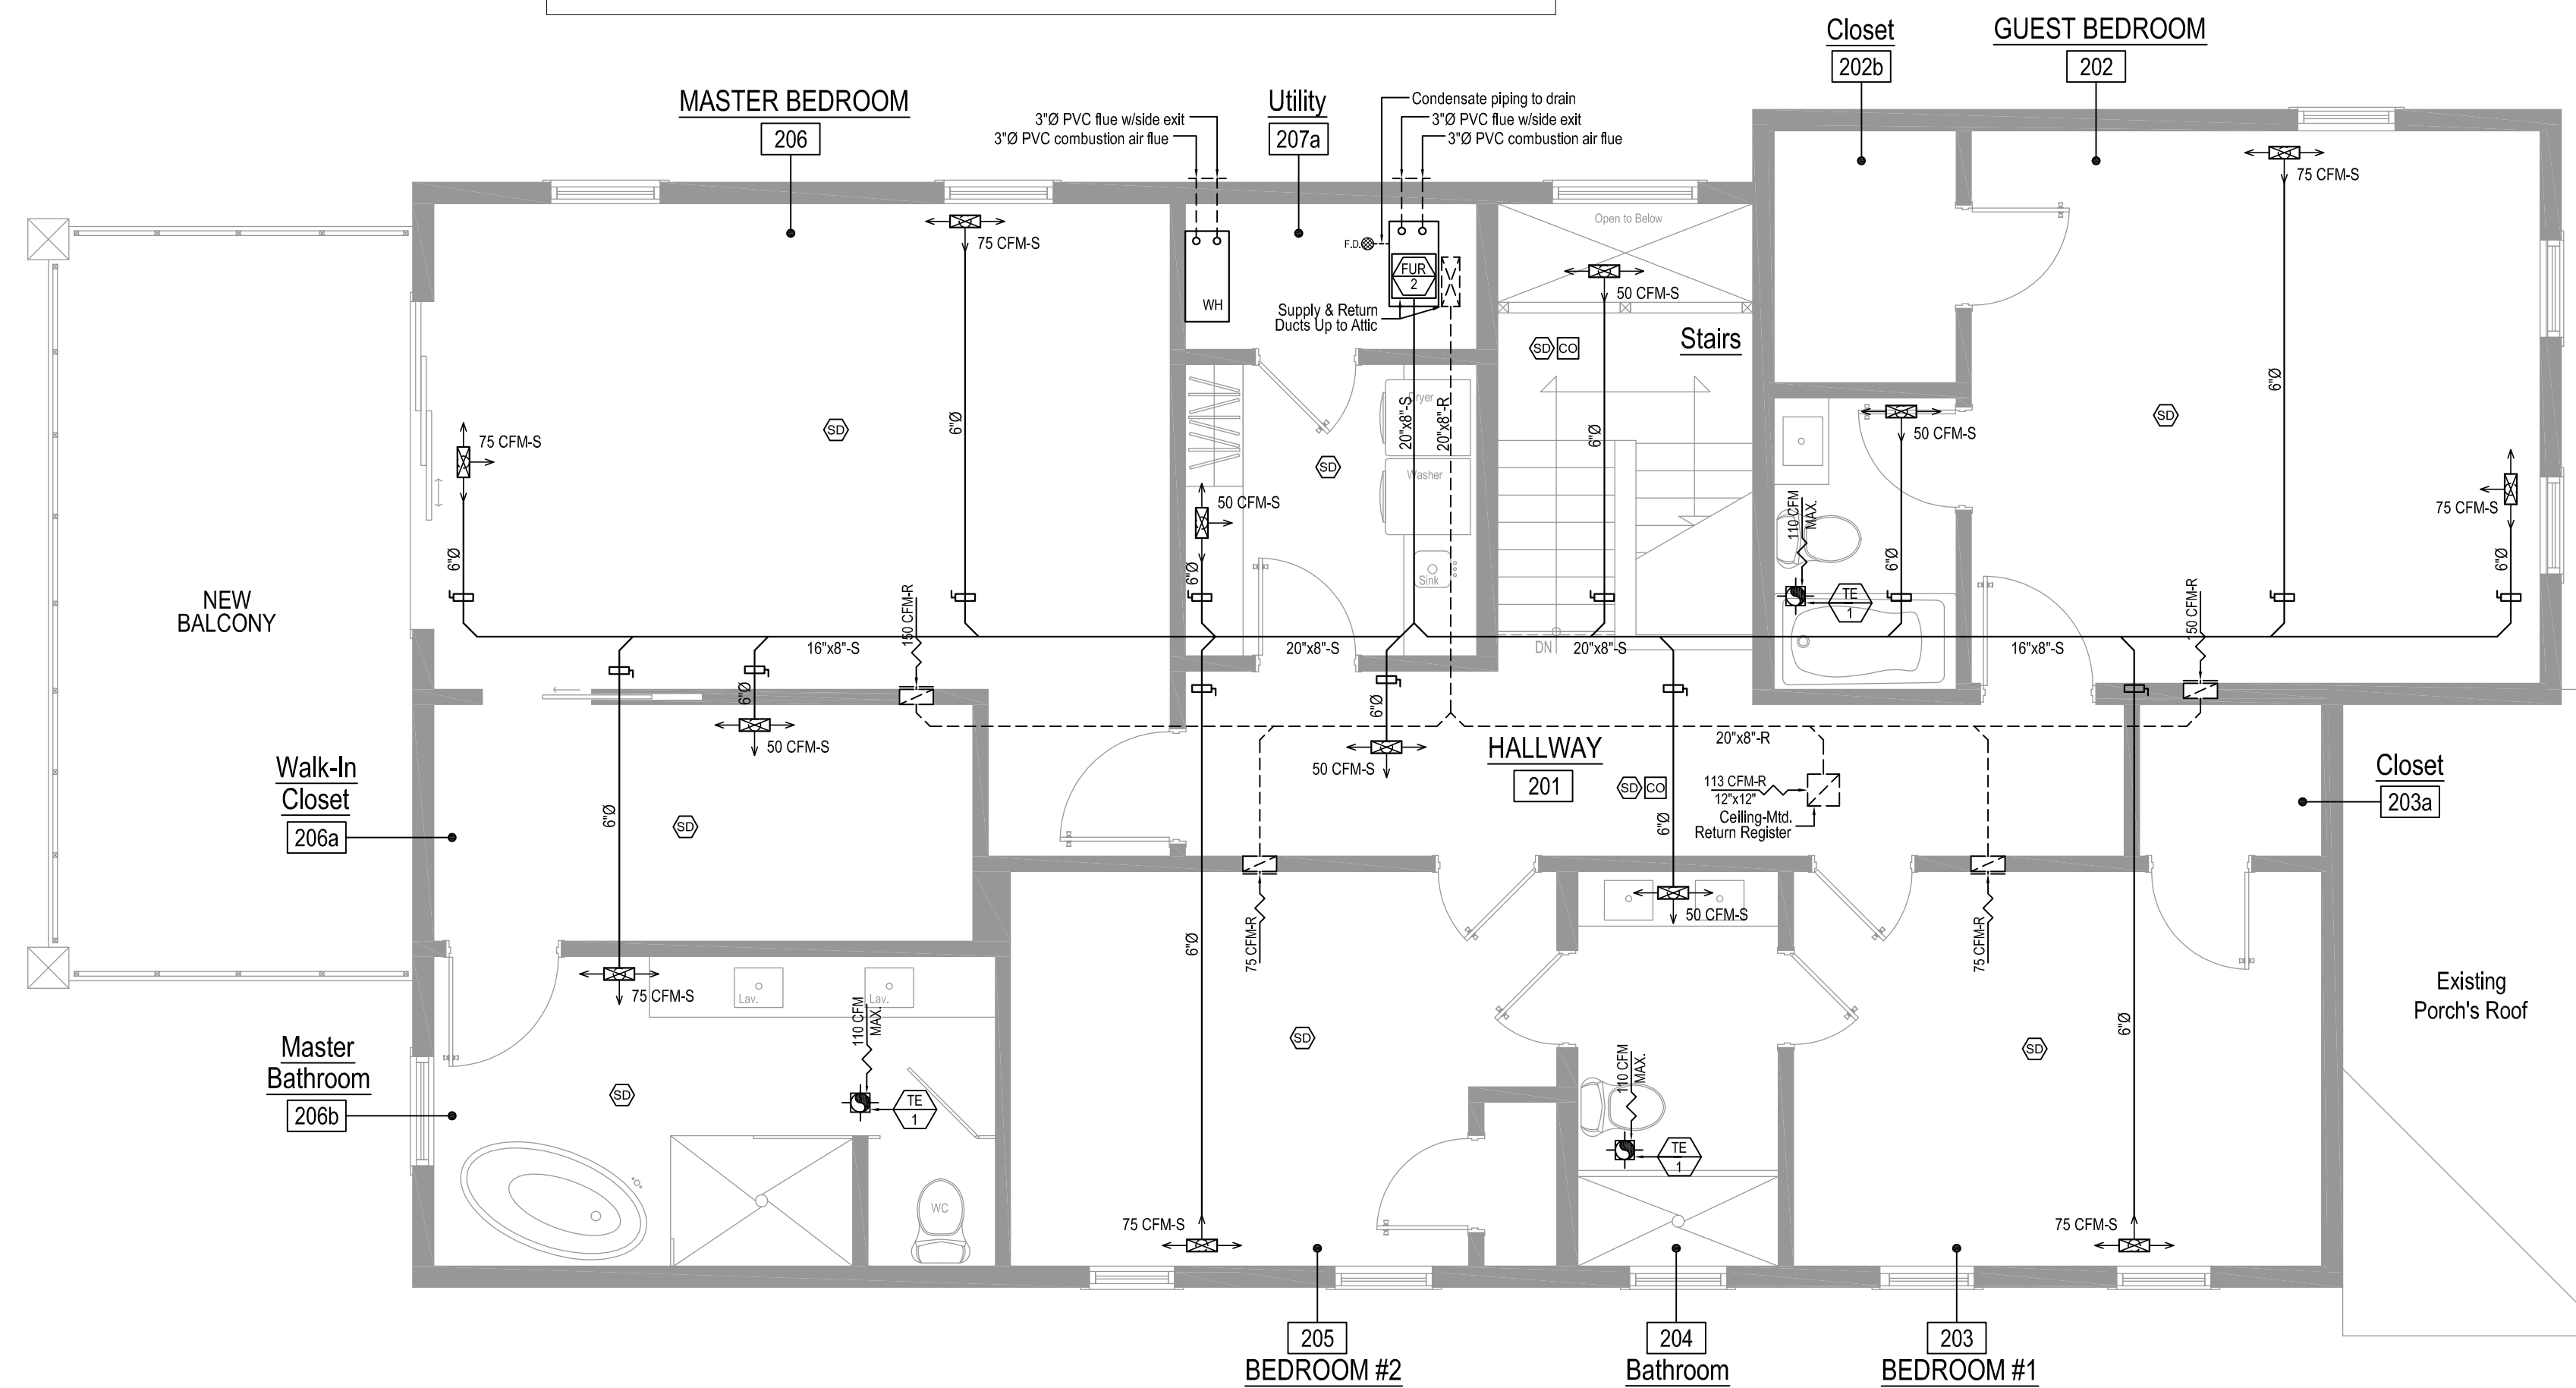 Closet
202b
GUEST BEDROOM
202
MASTER BEDROOM
206
Utility
207a
3"Ø PVC flue w/side exit
3"Ø PVC combustion air flue
Condensate piping to drain
3"Ø PVC flue w/side exit
3"Ø PVC combustion air flue
75 CFM-S
75 CFM-S
Open to Below
F.D.
FUR
2
WH
Supply & Return
Ducts Up to Attic
50 CFM-S
Stairs
SD CO
6"Ø
6"Ø
6"Ø
Dryer
20"x8"-S
20"x8"-R
SD
SD
75 CFM-S
50 CFM-S
SD
Washer
50 CFM-S
75 CFM-S
110 CFM
MAX.
6"Ø
6"Ø
Sink
6"Ø
6"Ø
TE
1
NEW
BALCONY
150 CFM-R
150 CFM-R
16"x8"-S
20"x8"-S
DN
20"x8"-S
16"x8"-S
6"Ø
6"Ø
50 CFM-S
50 CFM-S
HALLWAY
201
20"x8"-R
SD CO
113 CFM-R
12"x12"
Ceiling-Mtd.
Return Register
Walk-In
Closet
206a
6"Ø
SD
6"Ø
Closet
203a
50 CFM-S
75 CFM-R
75 CFM-R
6"Ø
75 CFM-S
Lav.
Lav.
110 CFM
MAX.
Existing
Porch's Roof
6"Ø
SD
SD
Master
Bathroom
206b
SD
TE
1
110 CFM
MAX.
TE
1
WC
75 CFM-S
75 CFM-S
205
BEDROOM #2
204
Bathroom
203
BEDROOM #1